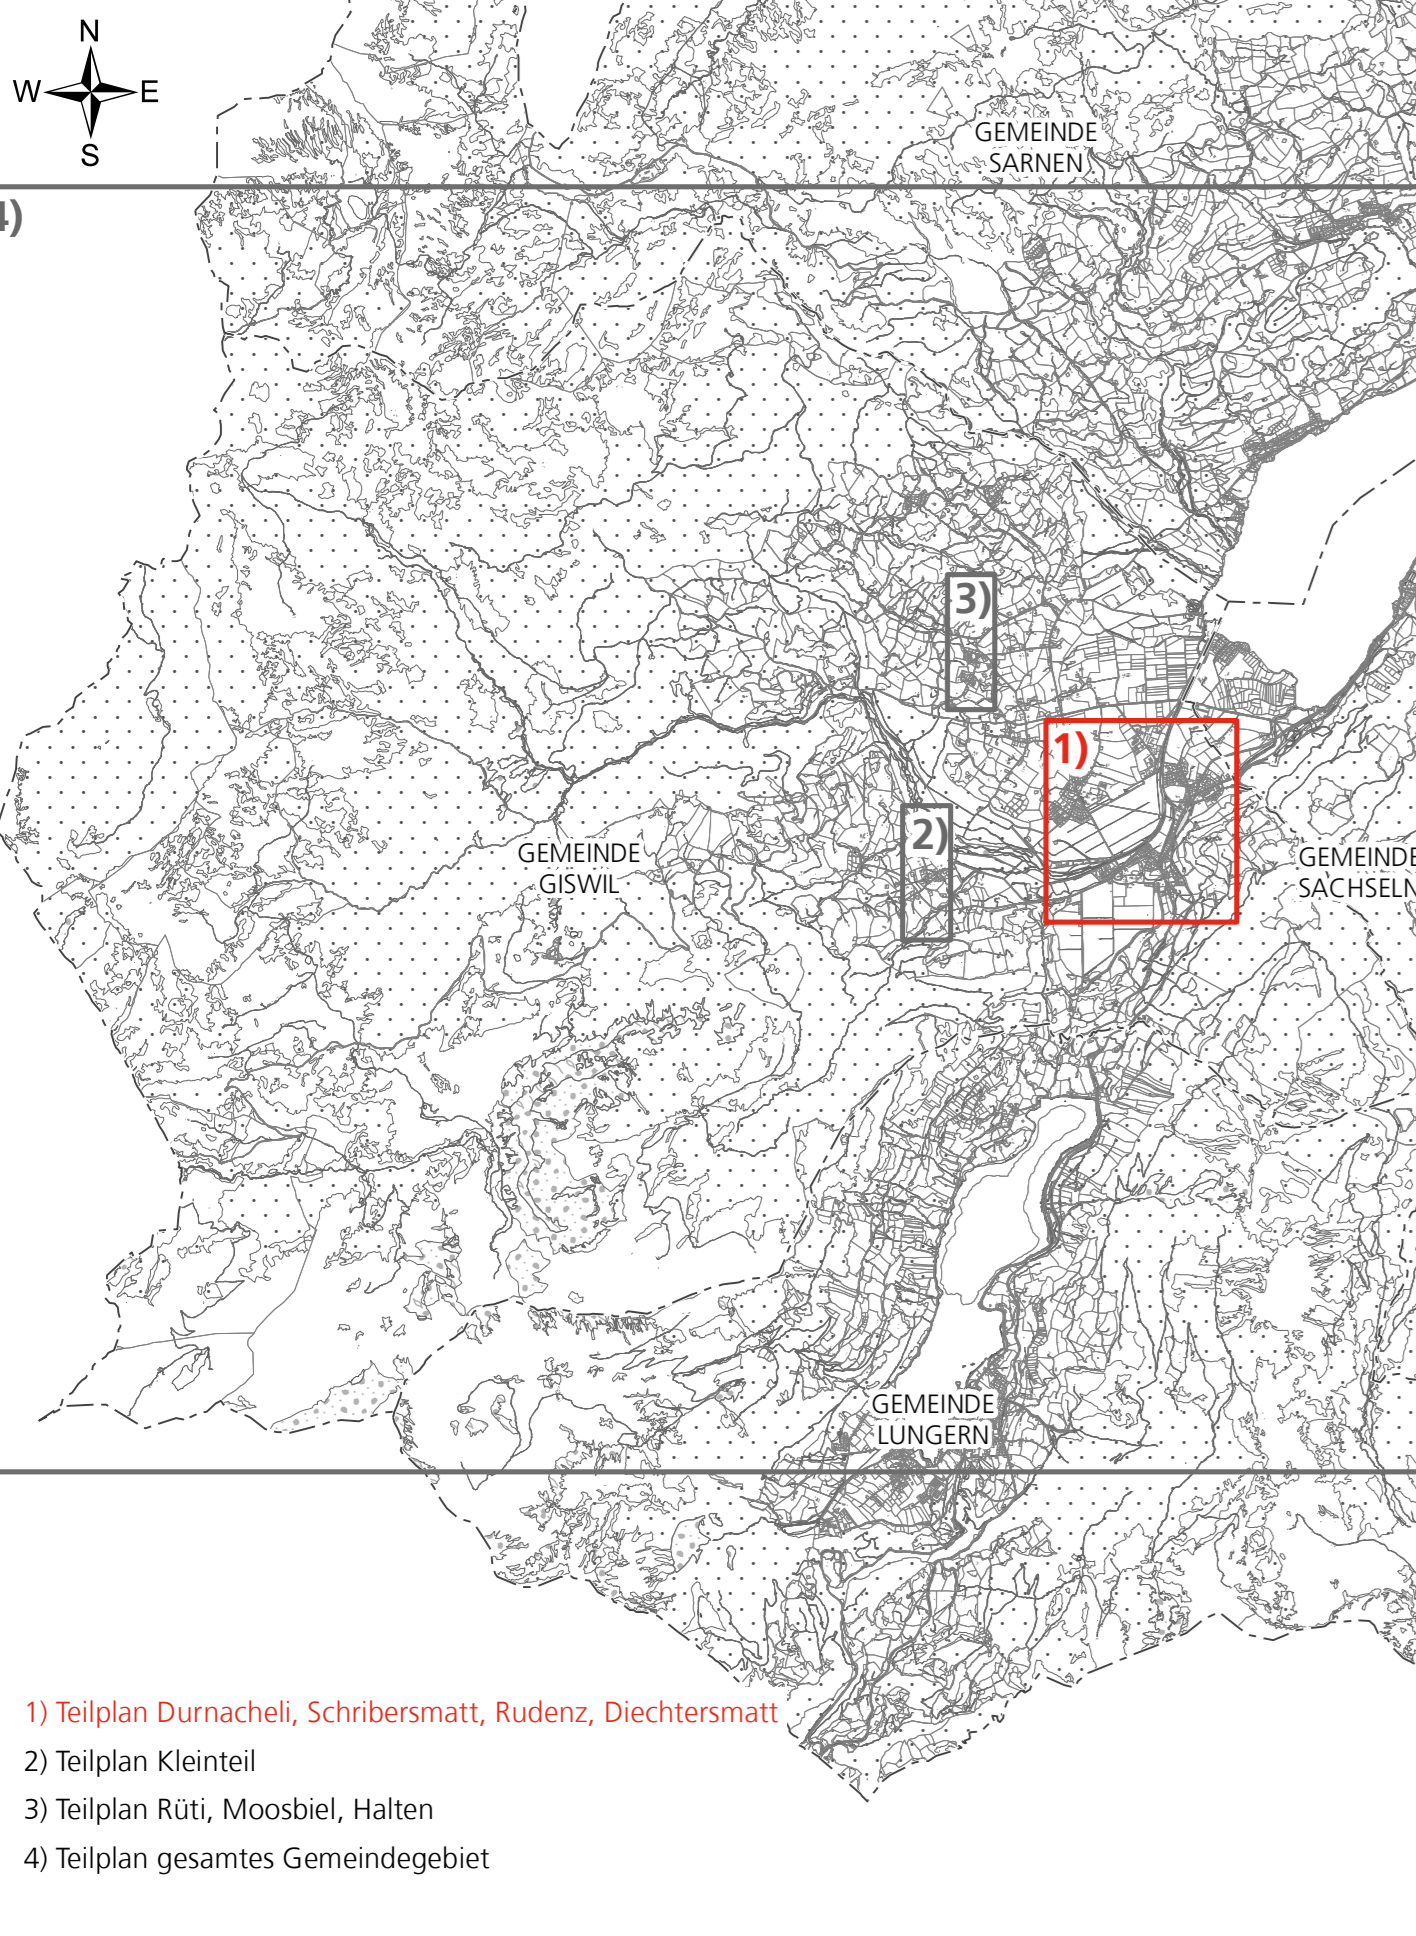 N
W E
S
GEMEINDE
SARNEN
4)
3)
1)
2)
GEMEINDE
GISWIL
GEMEINDE
SACHSELN
GEMEINDE
LUNGERN
1) Teilplan Durnacheli, Schribersmatt, Rudenz, Diechtersmatt
2) Teilplan Kleinteil
3) Teilplan Rüti, Moosbiel, Halten
4) Teilplan gesamtes Gemeindegebiet